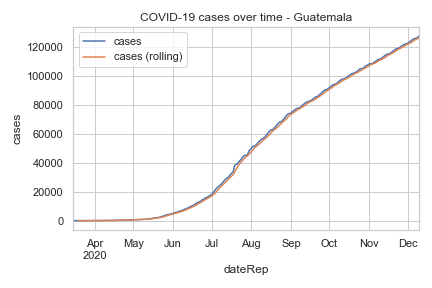 COVID-19 cases over time - Guatemala
cases
cases (rolling)
120000
100000
80000
60000
40000
20000
0
cases
Apr May Jun Jul Aug Sep Oct Nov Dec
2020
dateRep